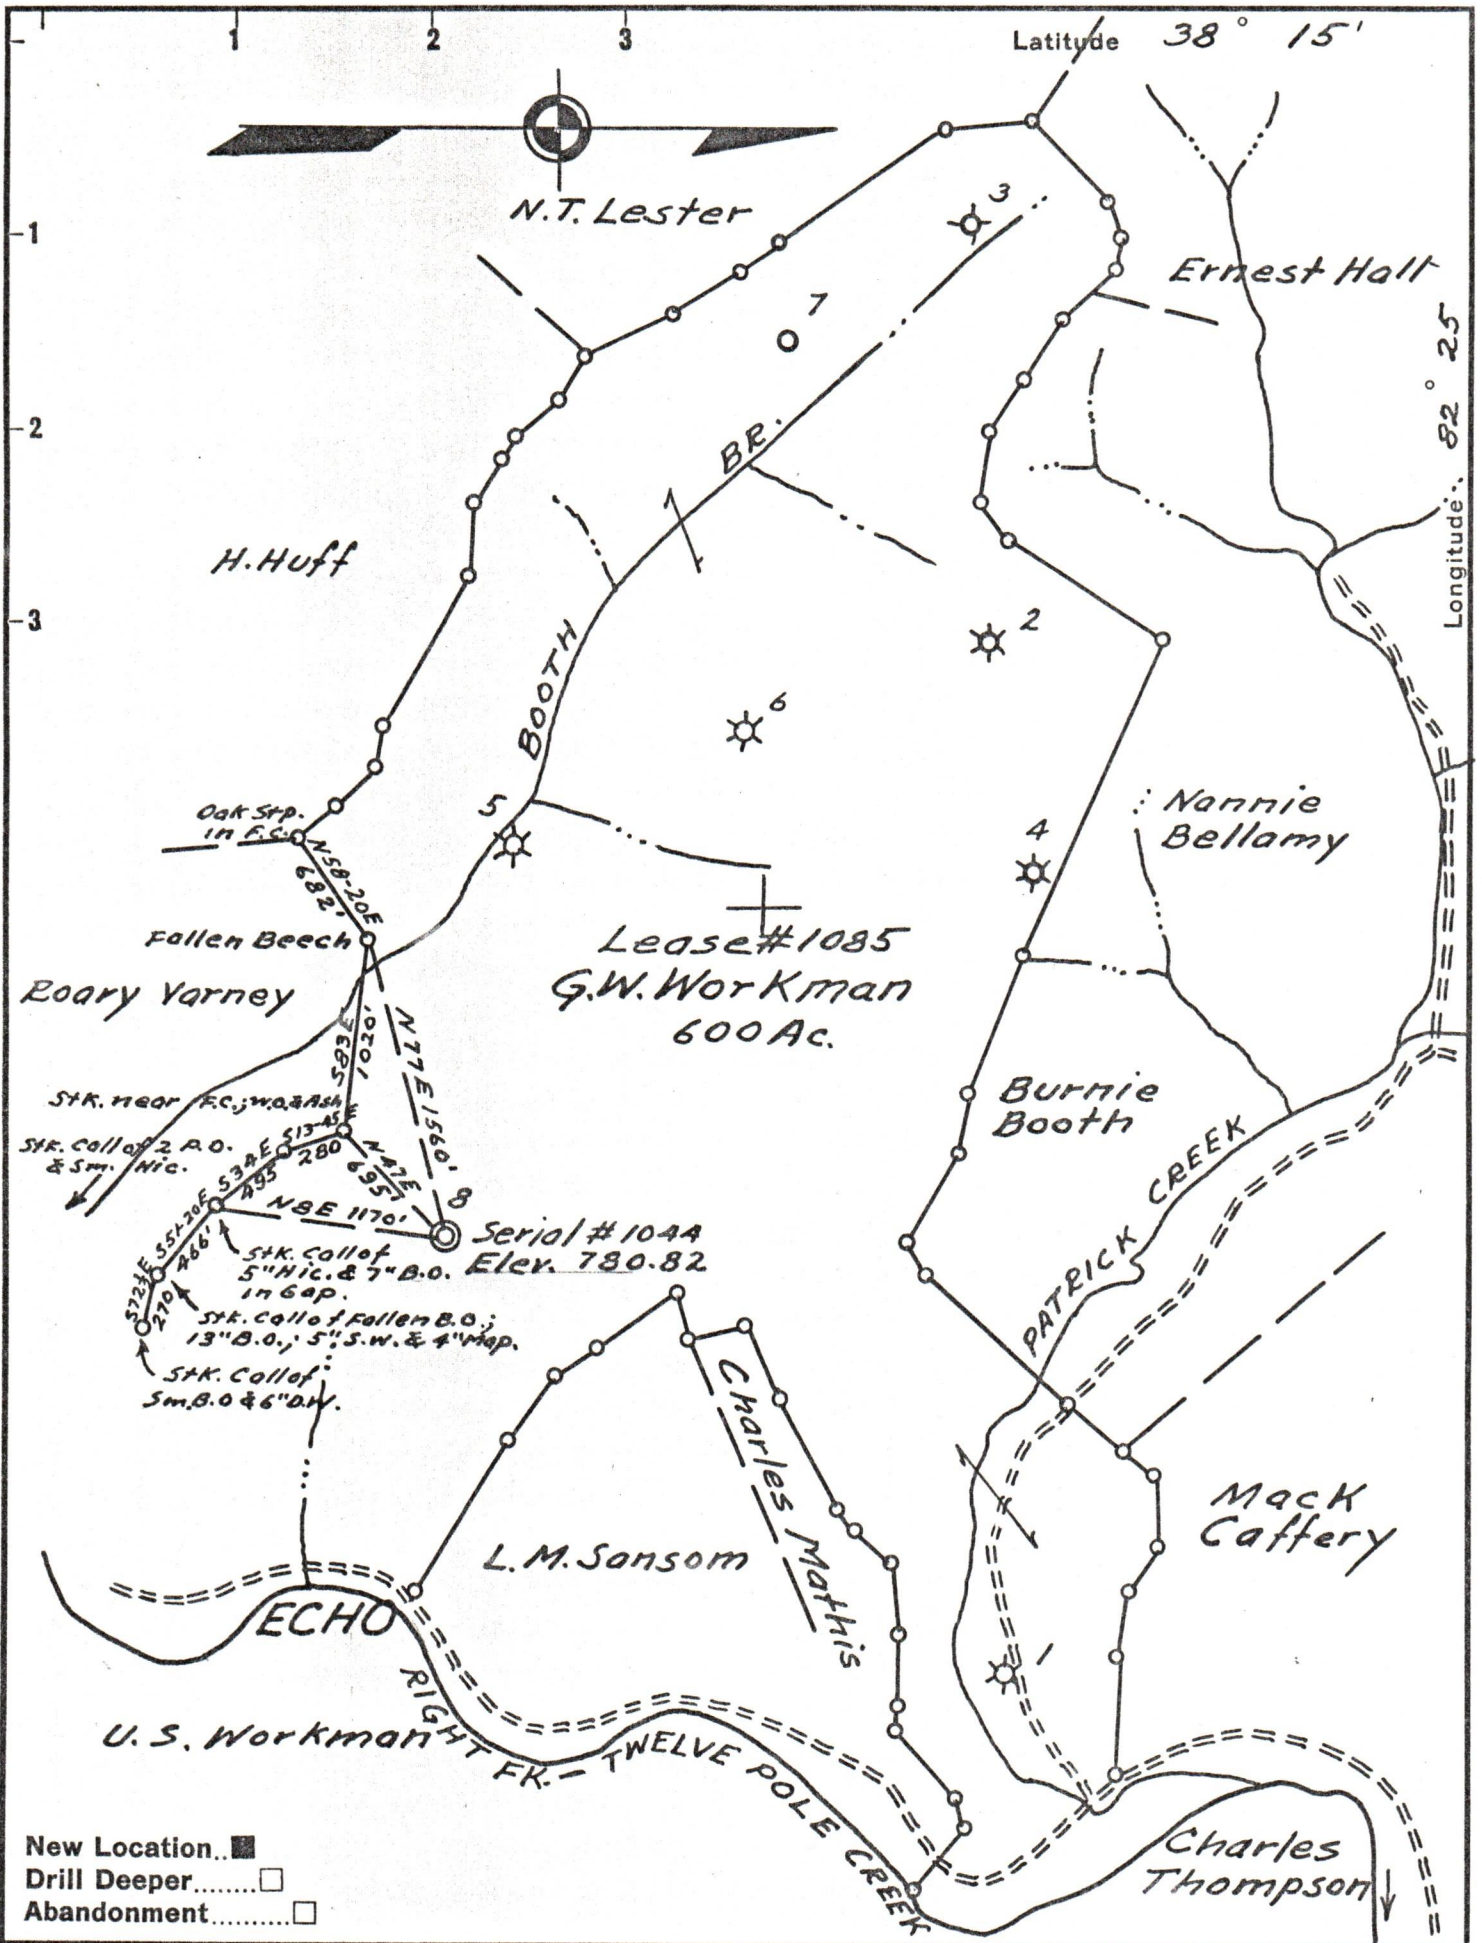 1 2 3
Latitude 38° 15'
N.T. Lester
3
1
Ernest Hall
7
Longitude 82° 25
2
BR.
H. Huff
3
2
BOOTH
6
Oak Stp.
in F.C.
5
N58-20E
682'
4
Nannie
Bellamy
Fallen Beech
Lease #1085
G.W. Workman
600 Ac.
Roary Varney
S83E
1020'
N77E 1560'
Burnie
Booth
Stk. near F.C.; W.O. & Ash
Stk. Call of 2 P.O.
& Sm. Hic.
S13-45E
280
S34E
495
N47E
695'
CREEK
PATRICK
S51-20E
466'
N8E 1170'
8
Serial #1044
Elev. 780.82
Stk. Call of
5" Hic. & 7" B.O.
in Gap.
S72½E
270
Stk. Call of Fallen B.O.;
13" B.O.; 5" S.W. & 4" Map.
Stk. Call of
Sm. B.O & 6" D.W.
Charles Mathis
Mack
Caffery
L.M. Sansom
ECHO
1
U.S. Workman
RIGHT FK. - TWELVE POLE CREEK
Charles
Thompson
New Location..
Drill Deeper........
Abandonment..........